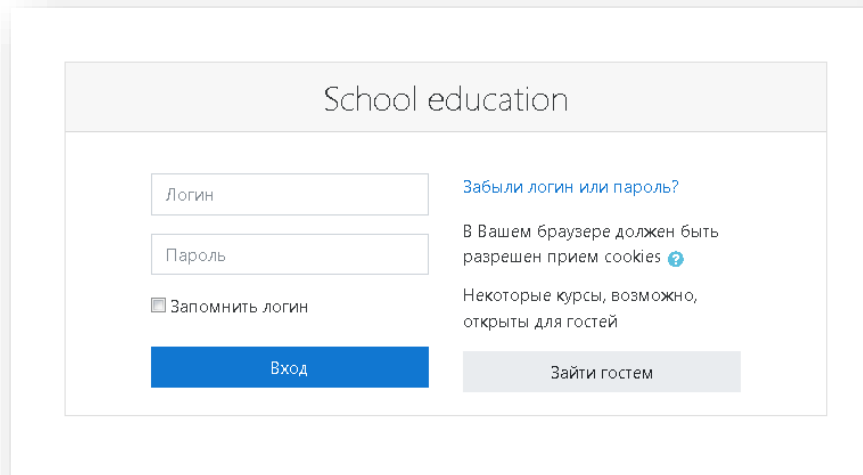 School education
Логин
Пароль
Запомнить логин
Вход
Забыли логин или пароль?
В Вашем браузере должен быть
разрешен прием cookies ?
Некоторые курсы, возможно,
открыты для гостей
Зайти гостем